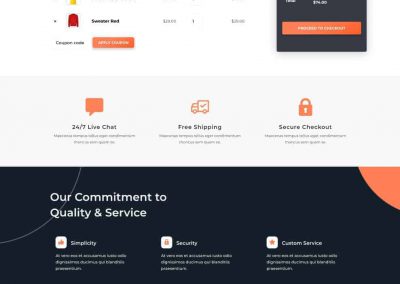 Total
$74.00
Sweater Red $29.00 1 $29.00
PROCEED TO CHECKOUT
Coupon code APPLY COUPON
24/7 Live Chat Free Shipping Secure Checkout
Maecenas tempus tellus eget condimentum Maecenas tempus tellus eget condimentum Maecenas tempus tellus eget condimentum
rhoncus sem quam se. rhoncus sem quam se. rhoncus sem quam se.
Our Commitment to
Quality & Service
Simplicity Security Custom Service
At vero eos et accusamus iusto odio At vero eos et accusamus iusto odio At vero eos et accusamus iusto odio
dignissimos ducimus qui blanditiis dignissimos ducimus qui blanditiis dignissimos ducimus qui blanditiis
praesentium. praesentium. praesentium.